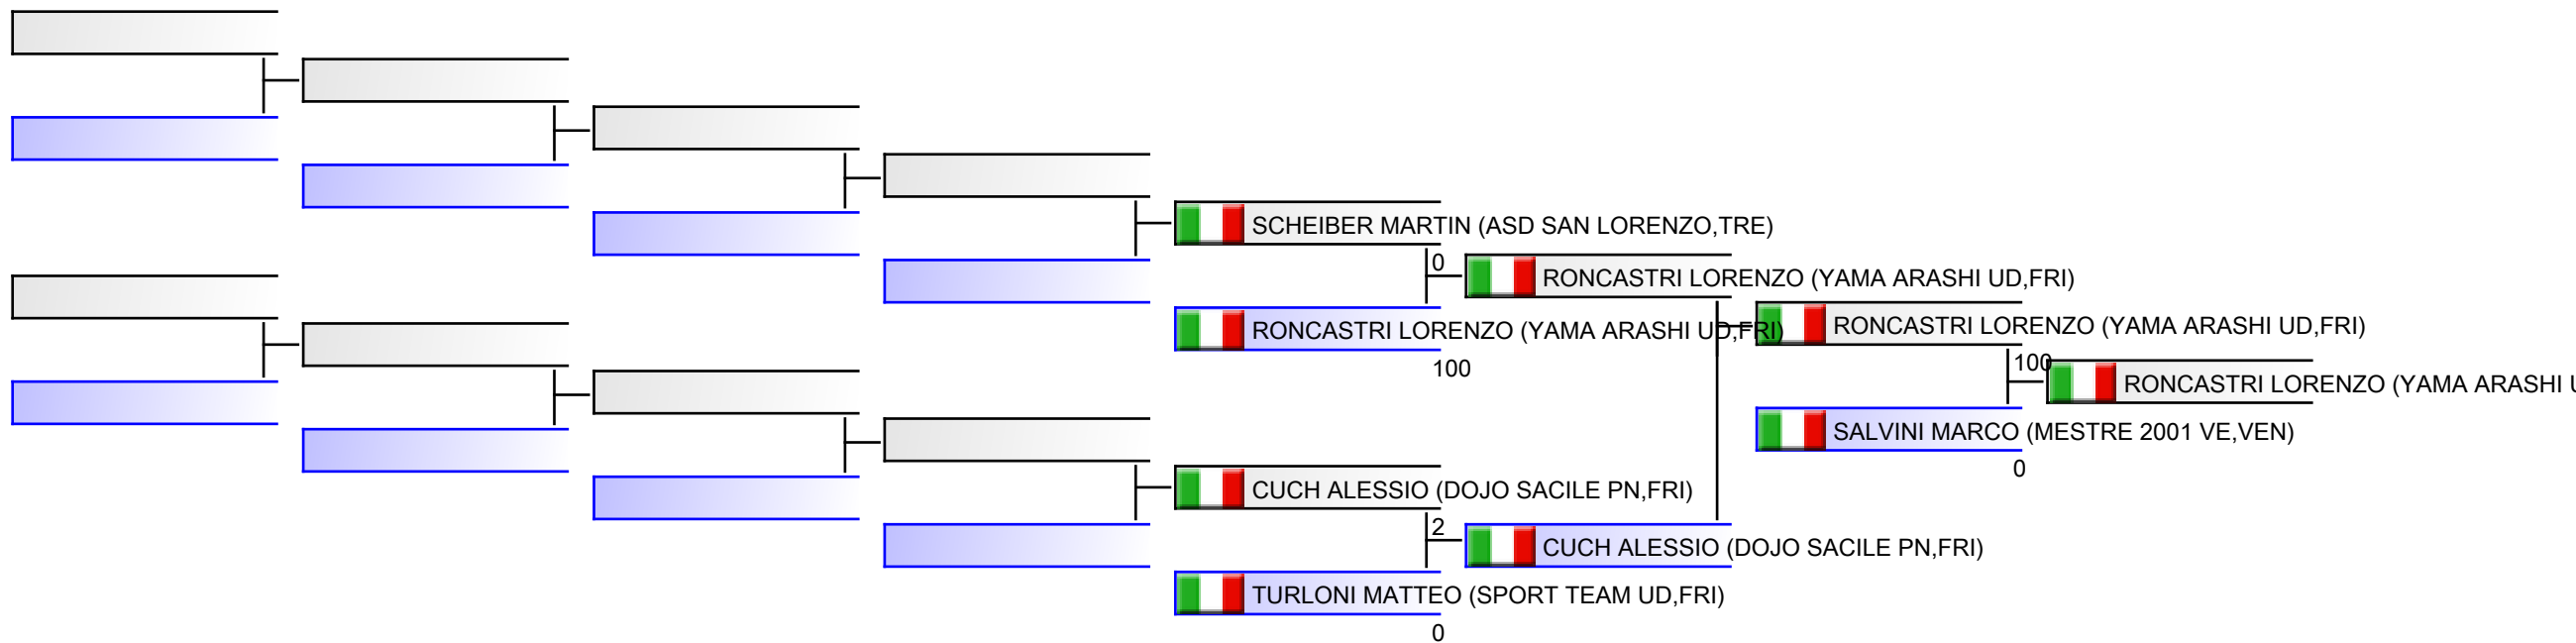 SCHEIBER MARTIN (ASD SAN LORENZO,TRE)
0
RONCASTRI LORENZO (YAMA ARASHI UD,FRI)
RONCASTRI LORENZO (YAMA ARASHI UD,FRI)
100
RONCASTRI LORENZO (YAMA ARASHI UD,FRI)
100
RONCASTRI LORENZO (YAMA ARASHI U
SALVINI MARCO (MESTRE 2001 VE,VEN)
0
CUCH ALESSIO (DOJO SACILE PN,FRI)
2
CUCH ALESSIO (DOJO SACILE PN,FRI)
TURLONI MATTEO (SPORT TEAM UD,FRI)
0